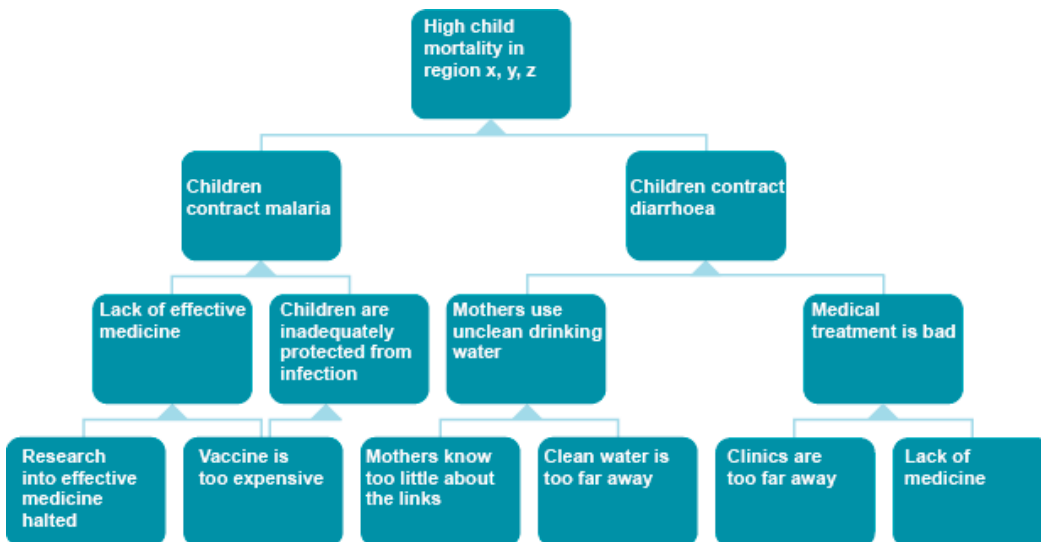 High child
mortality in
region x, y, z
Children
contract malaria
Children contract
diarrhoea
Lack of effective
medicine
Children are
inadequately
protected from
infection
Mothers use
unclean drinking
water
Medical
treatment is bad
Research
into effective
medicine
halted
Vaccine is
too expensive
Mothers know
too little about
the links
Clean water is
too far away
Clinics are
too far away
Lack of
medicine